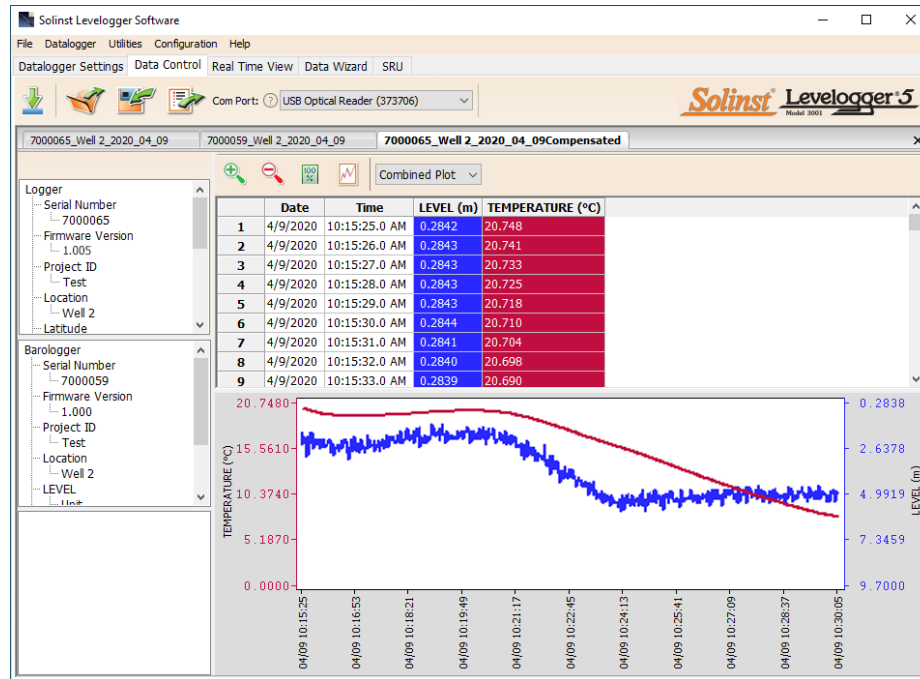 Solinst Levelogger Software
File Datalogger Utilities Configuration Help
Datalogger Settings Data Control Real Time View Data Wizard SRU
Com Port: ? USB Optical Reader (373706)
Solinst® Levelogger® 5
Model 3001
7000065_Well 2_2020_04_09 7000059_Well 2_2020_04_09 7000065_Well 2_2020_04_09Compensated
100 %
Combined Plot
Logger
Serial Number
7000065
Firmware Version
1.005
Project ID
Test
Location
Well 2
Latitude
Barologger
Serial Number
7000059
Firmware Version
1.000
Project ID
Test
Location
Well 2
LEVEL
Unit
Date Time LEVEL (m) TEMPERATURE (°C)
1 4/9/2020 10:15:25.0 AM 0.2842 20.748
2 4/9/2020 10:15:26.0 AM 0.2843 20.741
3 4/9/2020 10:15:27.0 AM 0.2843 20.733
4 4/9/2020 10:15:28.0 AM 0.2843 20.725
5 4/9/2020 10:15:29.0 AM 0.2843 20.718
6 4/9/2020 10:15:30.0 AM 0.2844 20.710
7 4/9/2020 10:15:31.0 AM 0.2841 20.704
8 4/9/2020 10:15:32.0 AM 0.2840 20.698
9 4/9/2020 10:15:33.0 AM 0.2839 20.690
TEMPERATURE (°C)
20.7480
15.5610
10.3740
5.1870
0.0000
0.2838
2.6378
4.9919
7.3459
9.7000
LEVEL (m)
04/09 10:15:25
04/09 10:16:53
04/09 10:18:21
04/09 10:19:49
04/09 10:21:17
04/09 10:22:45
04/09 10:24:13
04/09 10:25:41
04/09 10:27:09
04/09 10:28:37
04/09 10:30:05